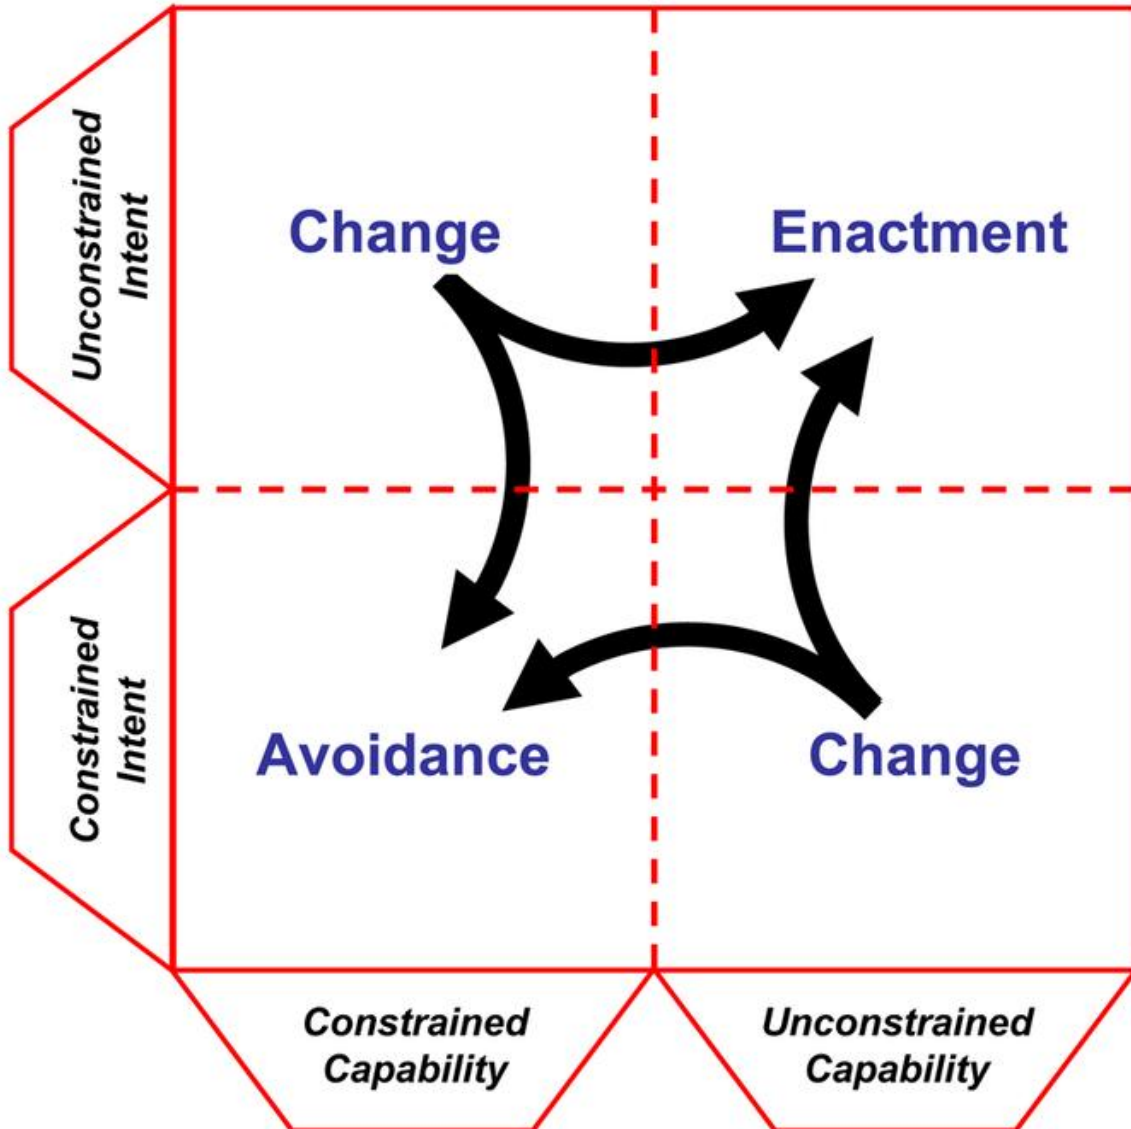 Unconstrained
Intent
Change
Enactment
Constrained
Intent
Avoidance
Change
Constrained
Capability
Unconstrained
Capability